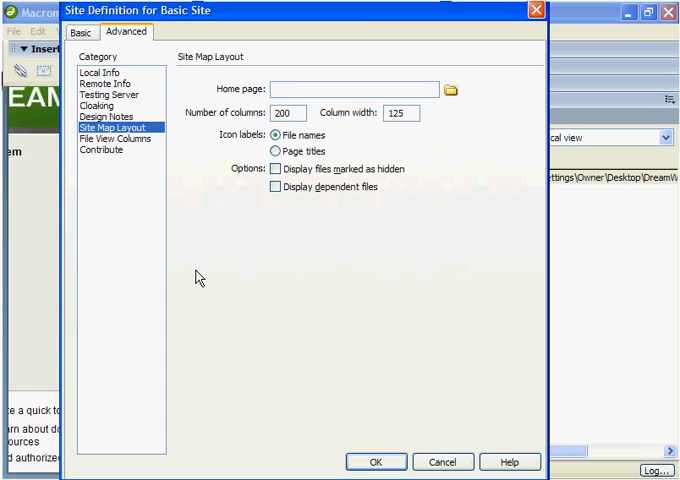 Macrom
Site Definition for Basic Site
File Edit
Basic
Advanced
Insert
Category
Local Info
Remote Info
Testing Server
Cloaking
Design Notes
Site Map Layout
File View Columns
Contribute
Site Map Layout
Home page:
Number of columns: 200 Column width: 125
Icon labels: File names
Page titles
Options: Display files marked as hidden
Display dependent files
OK
Cancel
Help
EAM
em
e a quick to
rn about do
ources
d authorize
cal view
ettings\Owner\Desktop\DreamW
Log...